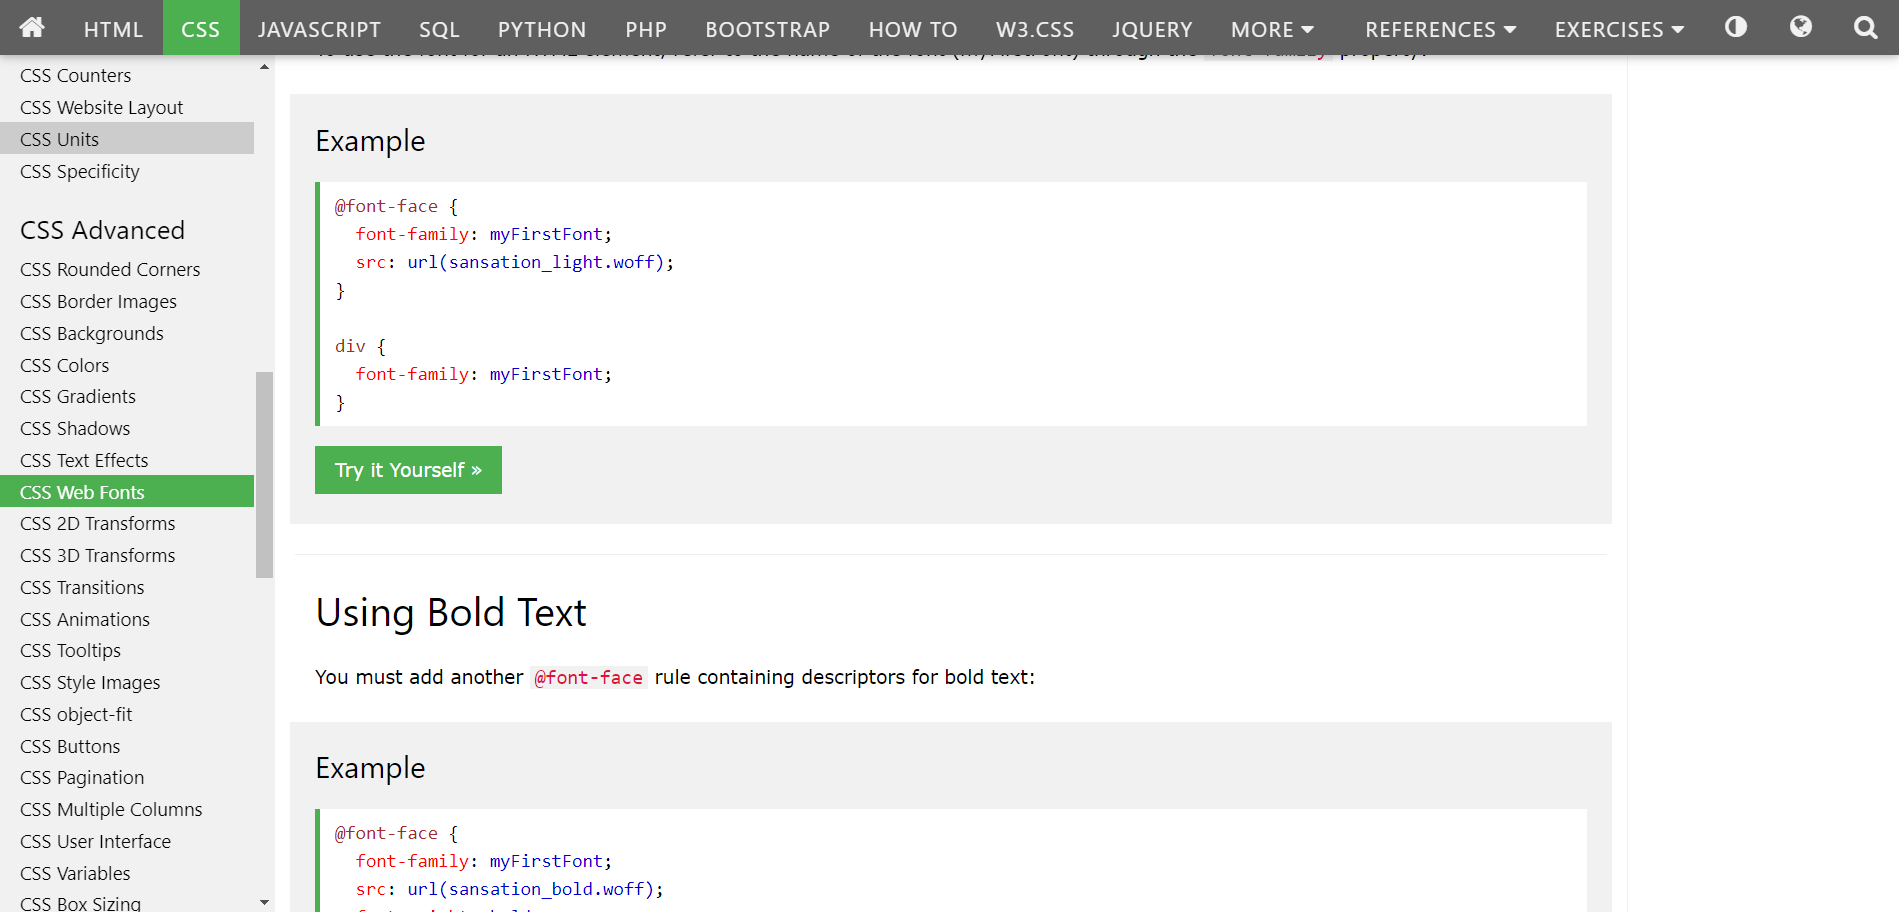 HTML CSS JAVASCRIPT SQL PYTHON PHP BOOTSTRAP HOW TO W3.CSS JQUERY MORE REFERENCES EXERCISES
CSS Counters
CSS Website Layout
CSS Units
CSS Specificity
CSS Advanced
CSS Rounded Corners
CSS Border Images
CSS Backgrounds
CSS Colors
CSS Gradients
CSS Shadows
CSS Text Effects
CSS Web Fonts
CSS 2D Transforms
CSS 3D Transforms
CSS Transitions
CSS Animations
CSS Tooltips
CSS Style Images
CSS object-fit
CSS Buttons
CSS Pagination
CSS Multiple Columns
CSS User Interface
CSS Variables
CSS Box Sizing
Example
@font-face {
font-family: myFirstFont;
src: url(sansation_light.woff);
}
div {
font-family: myFirstFont;
}
Try it Yourself »
Using Bold Text
You must add another @font-face rule containing descriptors for bold text:
Example
@font-face {
font-family: myFirstFont;
src: url(sansation_bold.woff);